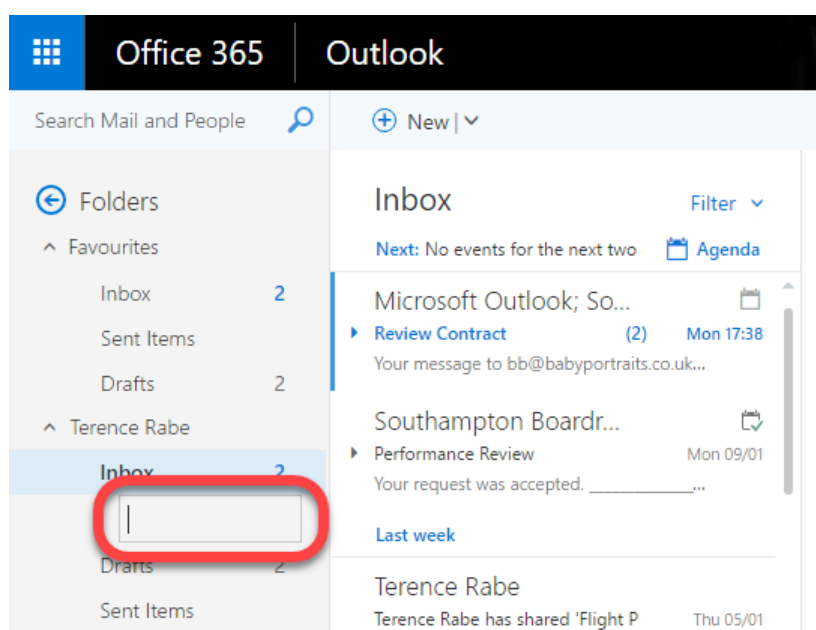 Office 365 Outlook
Search Mail and People
New
Folders
Favourites
Inbox 2
Sent Items
Drafts 2
Terence Rabe
Inbox 2
Drafts 2
Sent Items
Inbox Filter
Next: No events for the next two Agenda
Microsoft Outlook; So...
Review Contract (2) Mon 17:38
Your message to bb@babyportraits.co.uk...
Southampton Boardr...
Performance Review Mon 09/01
Your request was accepted. ______________...
Last week
Terence Rabe
Terence Rabe has shared 'Flight P Thu 05/01